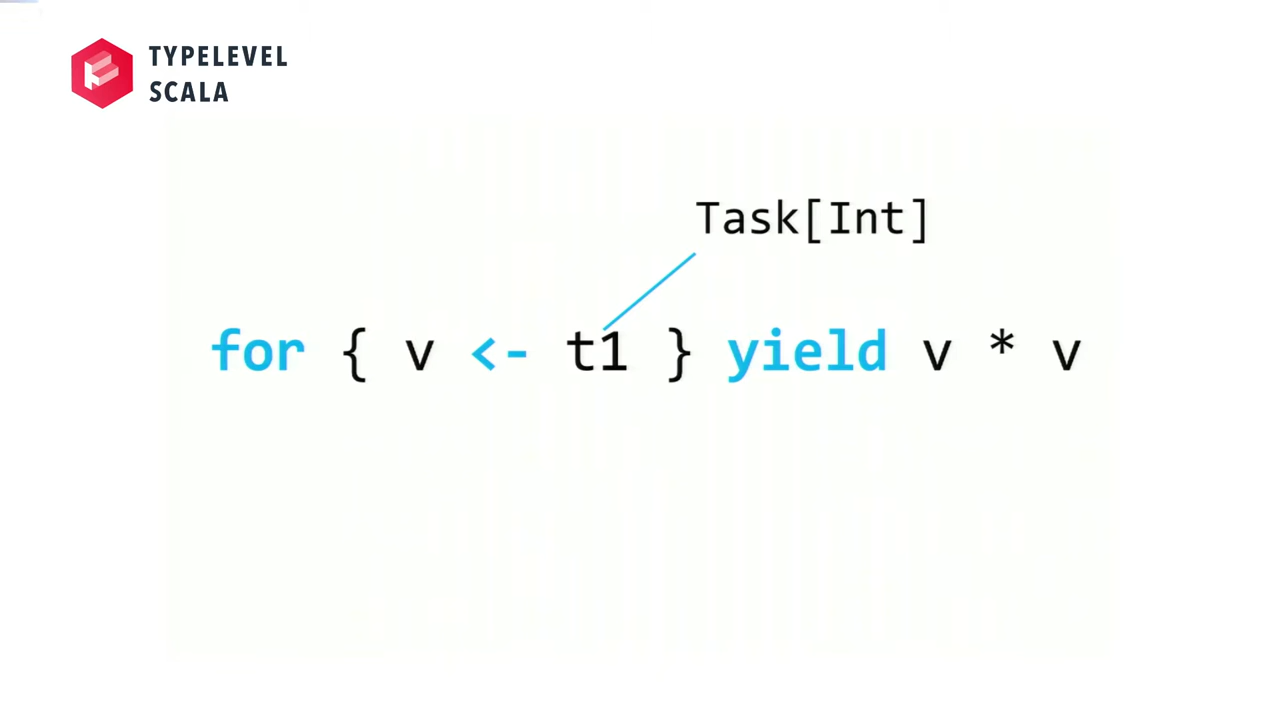 TYPELEVEL
SCALA
Task[Int]
for { v <- t1 } yield v * v